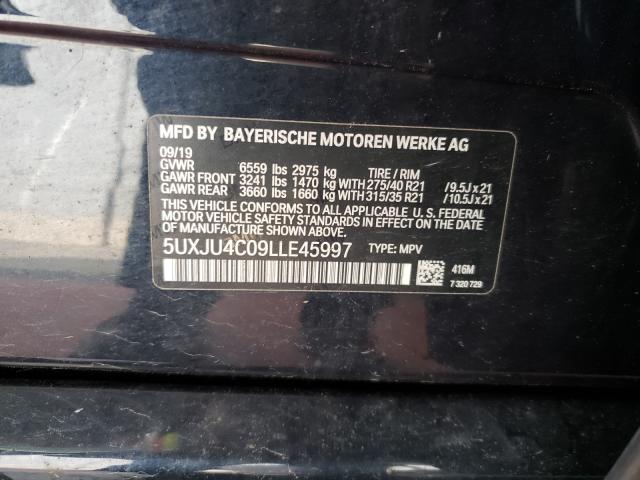 MFD BY BAYERISCHE MOTOREN WERKE AG
09/19
GVWR 6559 lbs 2975 kg TIRE / RIM
GAWR FRONT 3241 lbs 1470 kg WITH 275/40 R21 / 9.5J x 21
GAWR REAR 3660 lbs 1660 kg WITH 315/35 R21 / 10.5J x 21
THIS VEHICLE CONFORMS TO ALL APPLICABLE U. S. FEDERAL
MOTOR VEHICLE SAFETY STANDARDS IN EFFECT ON THE DATE
OF MANUFACTURE SHOWN ABOVE.
5UXJU4C09LLE45997 TYPE: MPV
416M
7 320 729